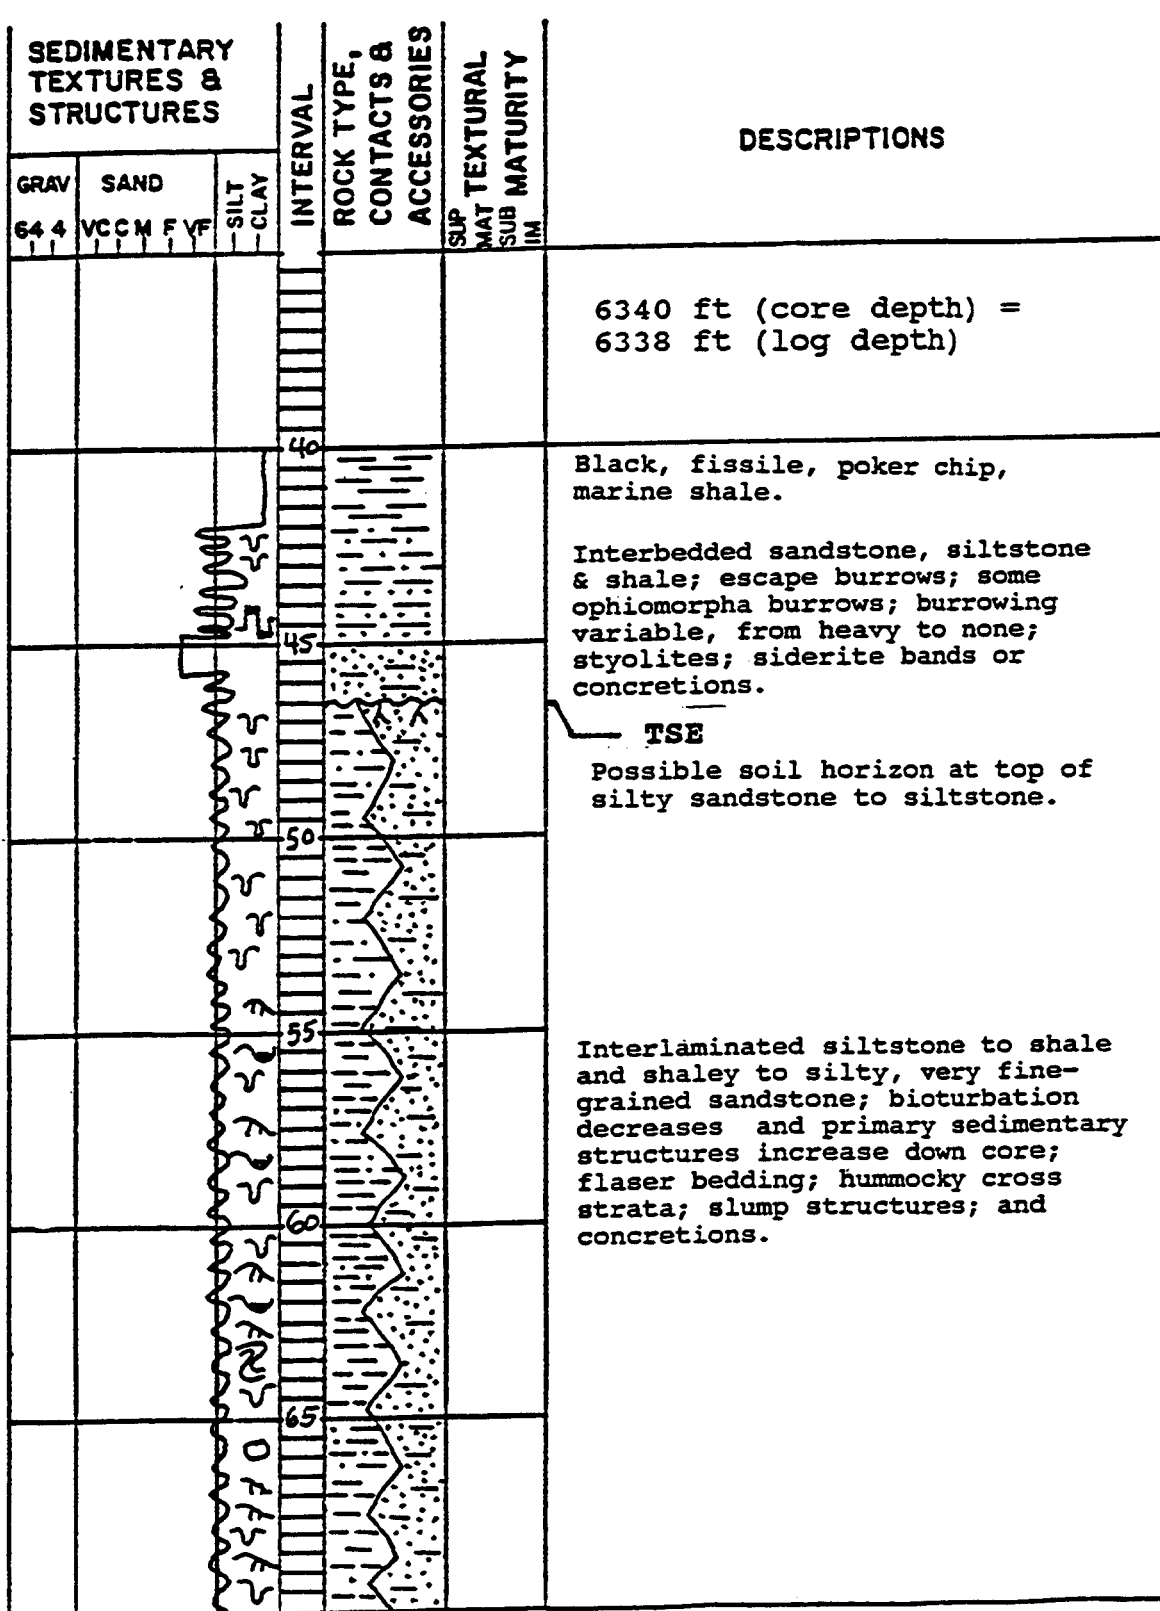 SEDIMENTARY
TEXTURES &
STRUCTURES
GRAV SAND SILT CLAY
64 4 VC C M F VF
INTERVAL
ROCK TYPE,
CONTACTS &
ACCESSORIES
TEXTURAL
MATURITY
SUP
MAT
SUB
IM
DESCRIPTIONS
6340 ft (core depth) =
6338 ft (log depth)
40
Black, fissile, poker chip,
marine shale.
Interbedded sandstone, siltstone
& shale; escape burrows; some
ophiomorpha burrows; burrowing
variable, from heavy to none;
styolites; siderite bands or
concretions.
45
TSE
Possible soil horizon at top of
silty sandstone to siltstone.
50
55
Interlaminated siltstone to shale
and shaley to silty, very fine-
grained sandstone; bioturbation
decreases and primary sedimentary
structures increase down core;
flaser bedding; hummocky cross
strata; slump structures; and
concretions.
60
65